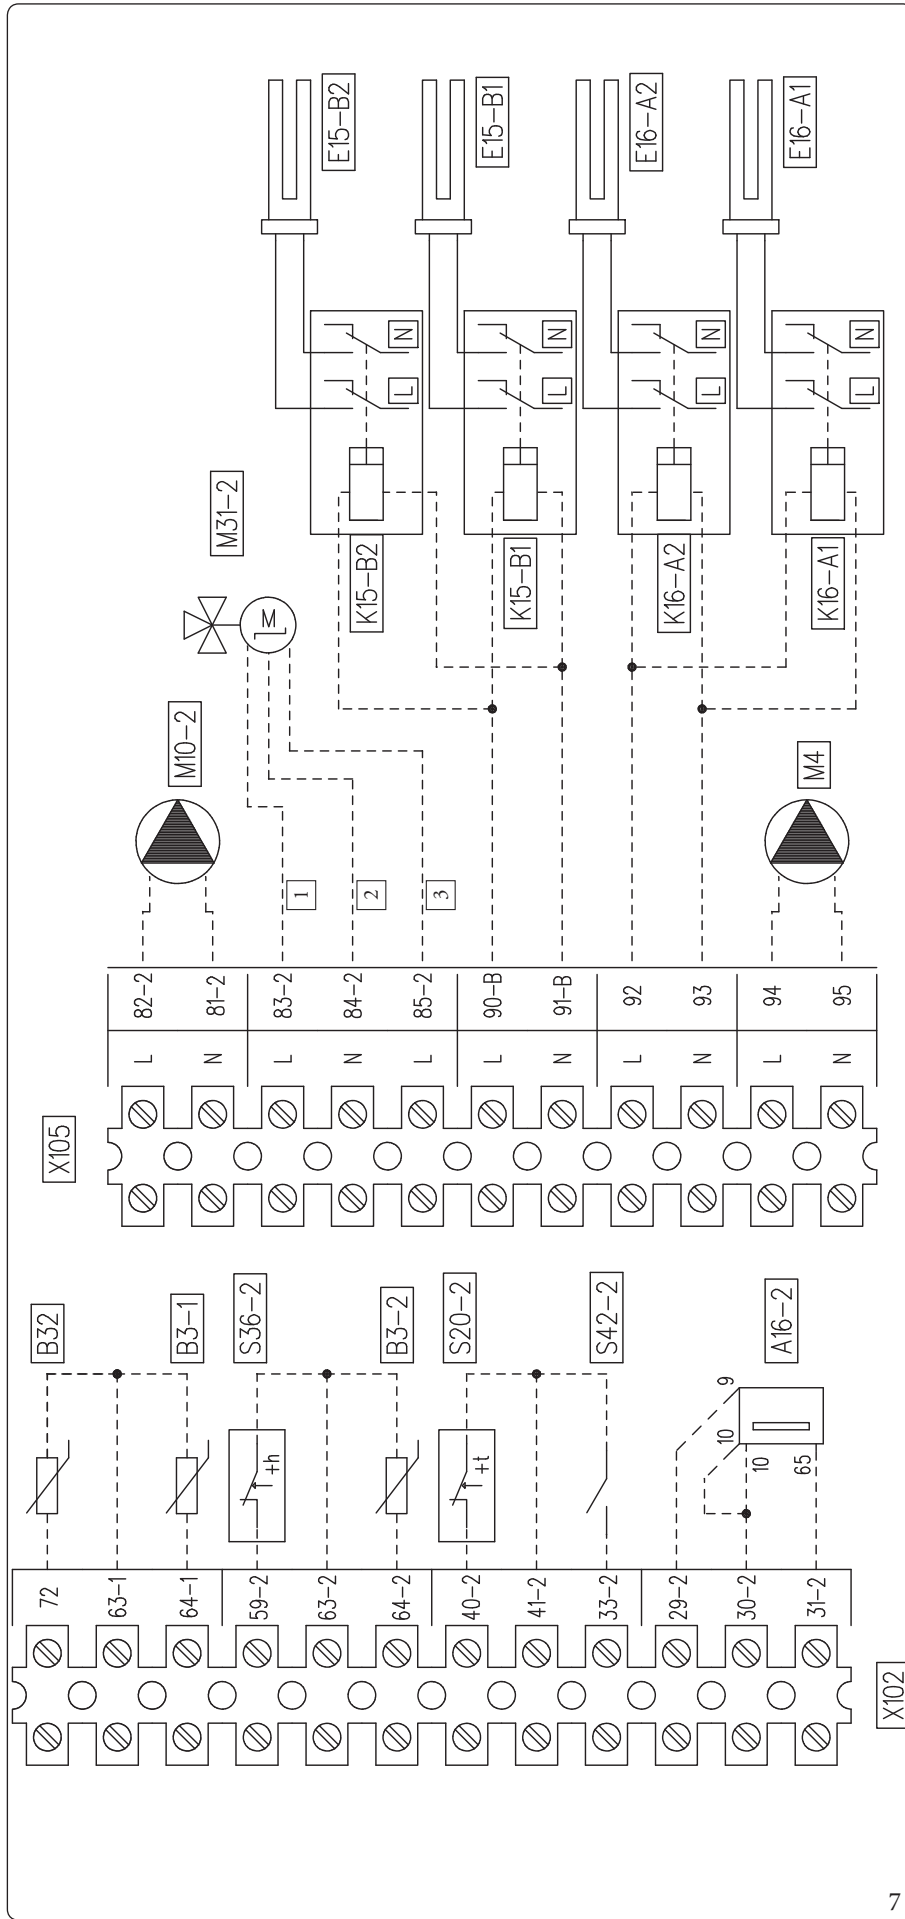 E15-B2
E15-B1
E16-A2
E16-A1
L
N
L
N
L
N
L
N
M31-2
K15-B2
K15-B1
K16-A2
K16-A1
M
M10-2
M4
1
2
3
82-2
81-2
83-2
84-2
85-2
90-B
91-B
92
93
94
95
L
N
L
N
L
L
N
L
N
L
N
X105
B32
B3-1
S36-2
B3-2
S20-2
S42-2
A16-2
+h
+t
9
10
10
65
72
63-1
64-1
59-2
63-2
64-2
40-2
41-2
33-2
29-2
30-2
31-2
X102
7